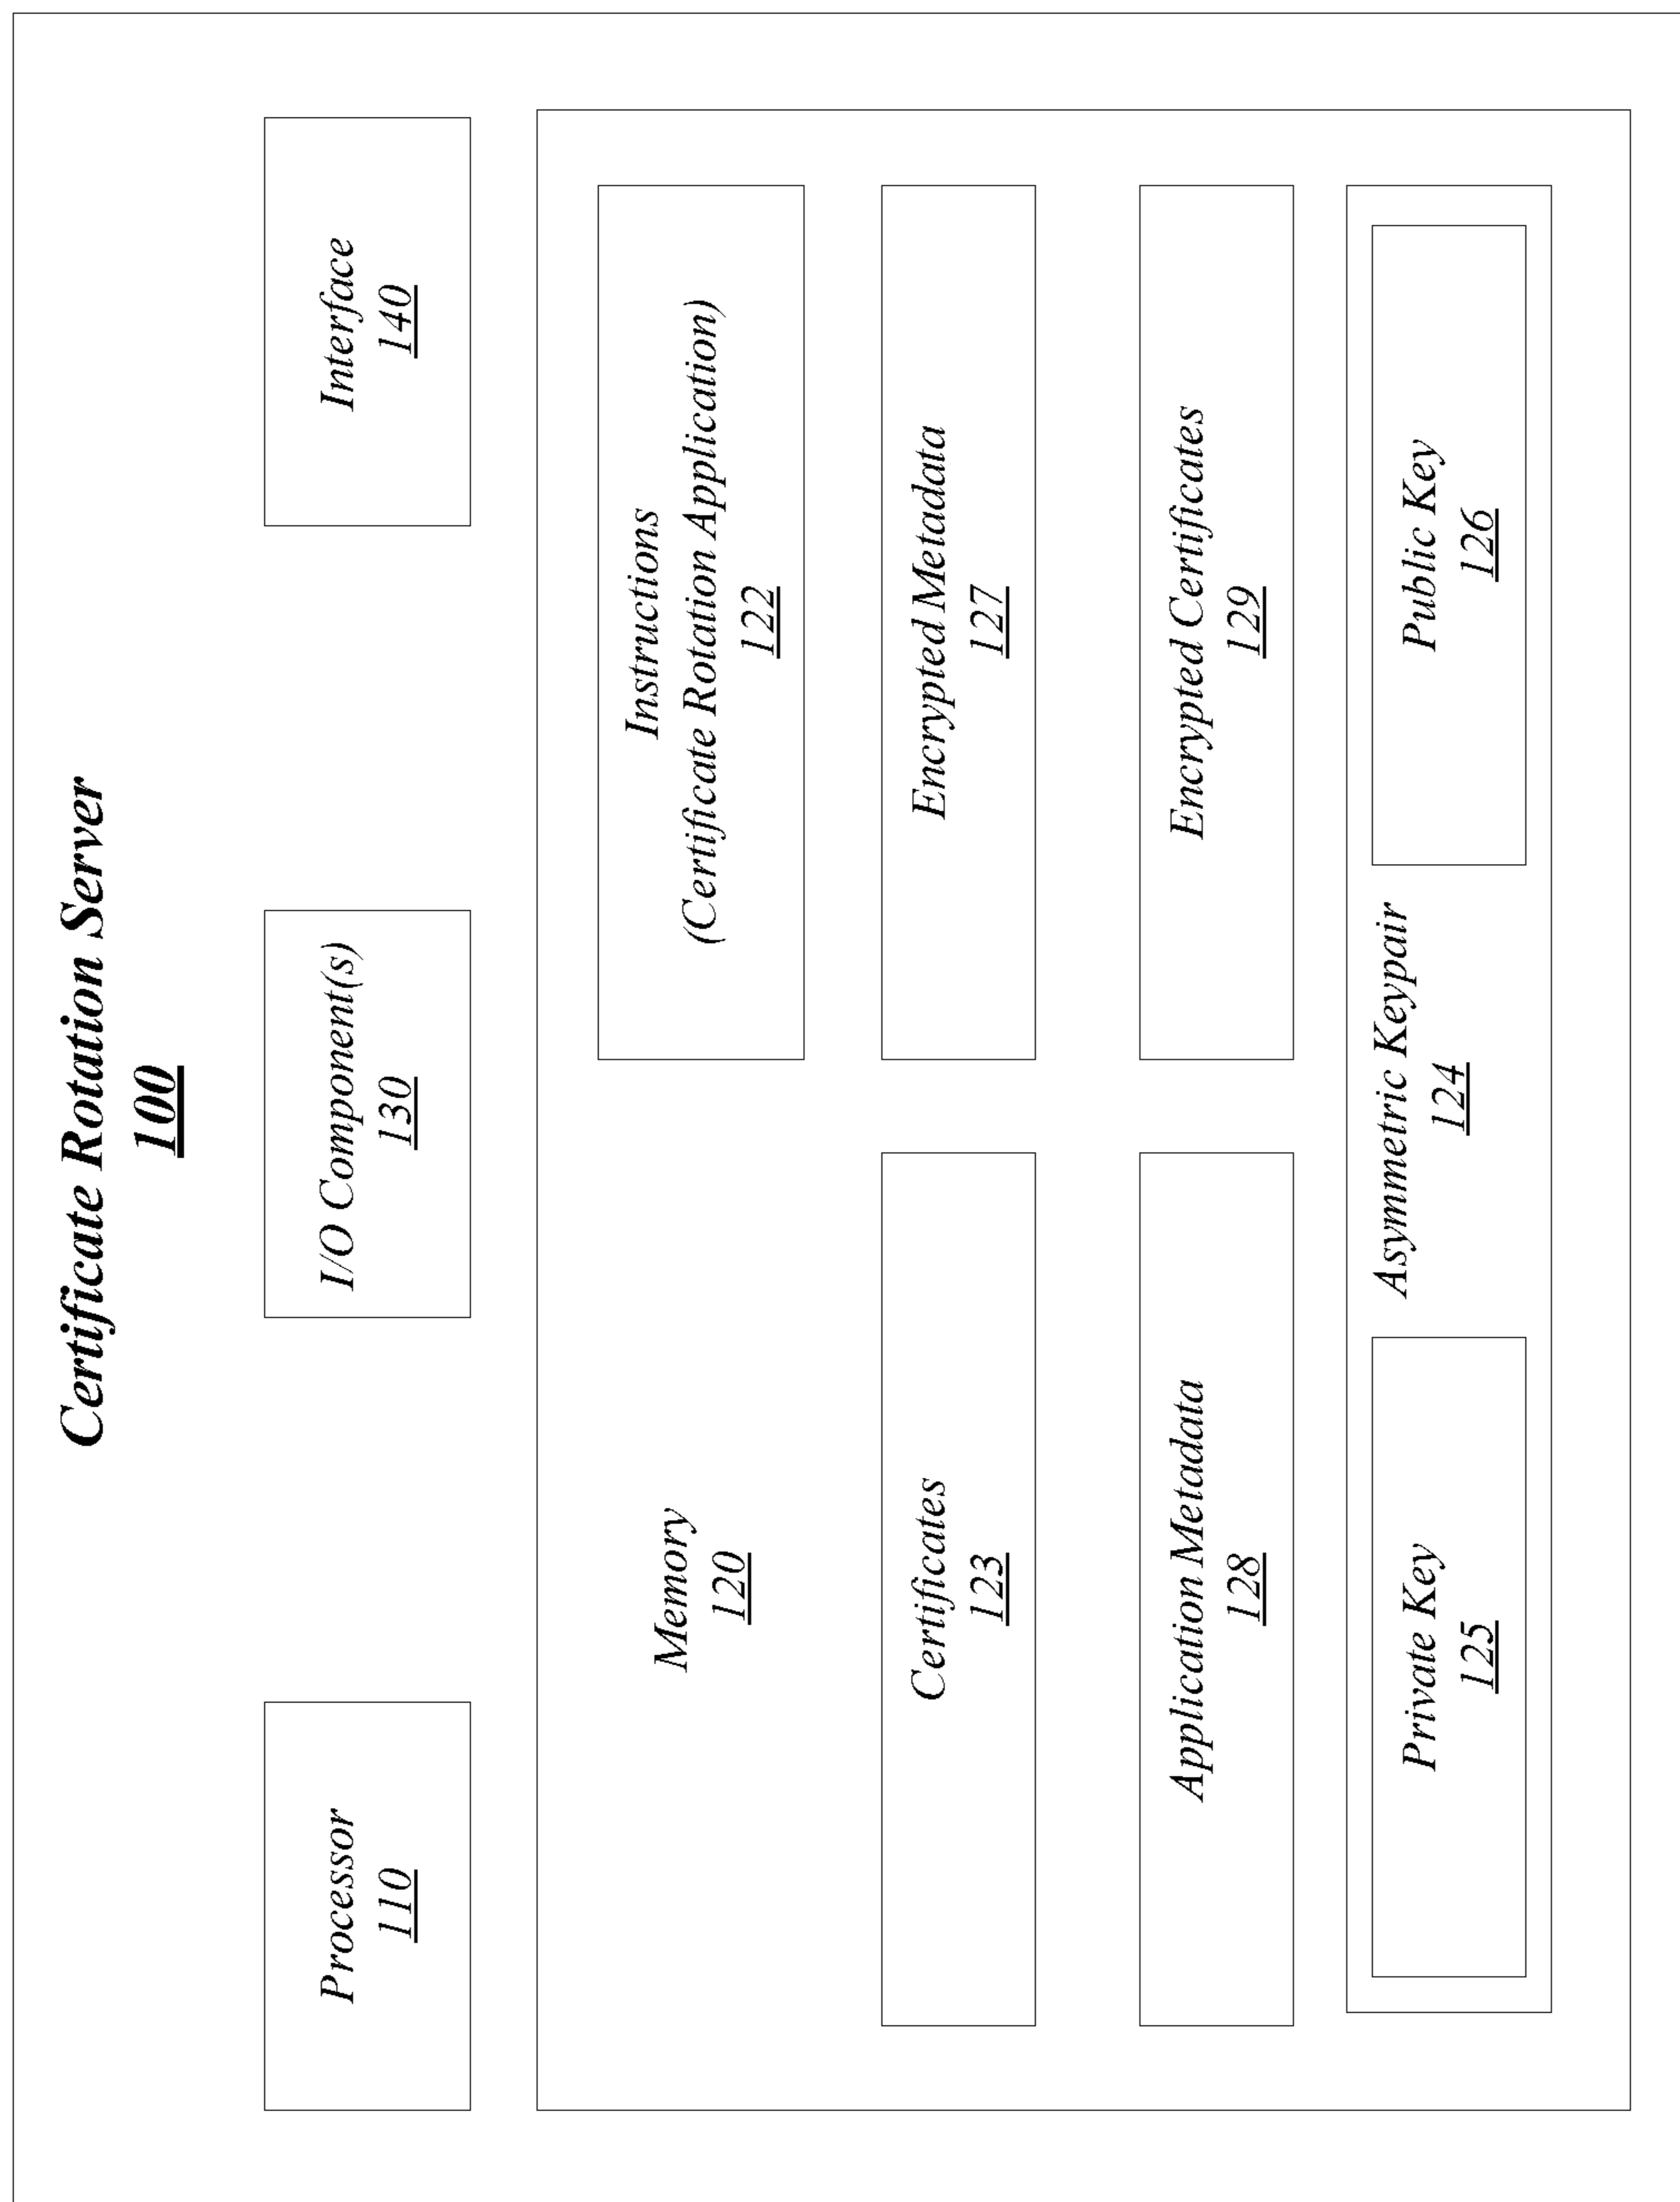 Certificate Rotation Server
100
Processor
110
I/O Component(s)
130
Interface
140
Memory
120
Instructions
(Certificate Rotation Application)
122
Certificates
123
Encrypted Metadata
127
Application Metadata
128
Encrypted Certificates
129
Asymmetric Keypair
124
Private Key
125
Public Key
126